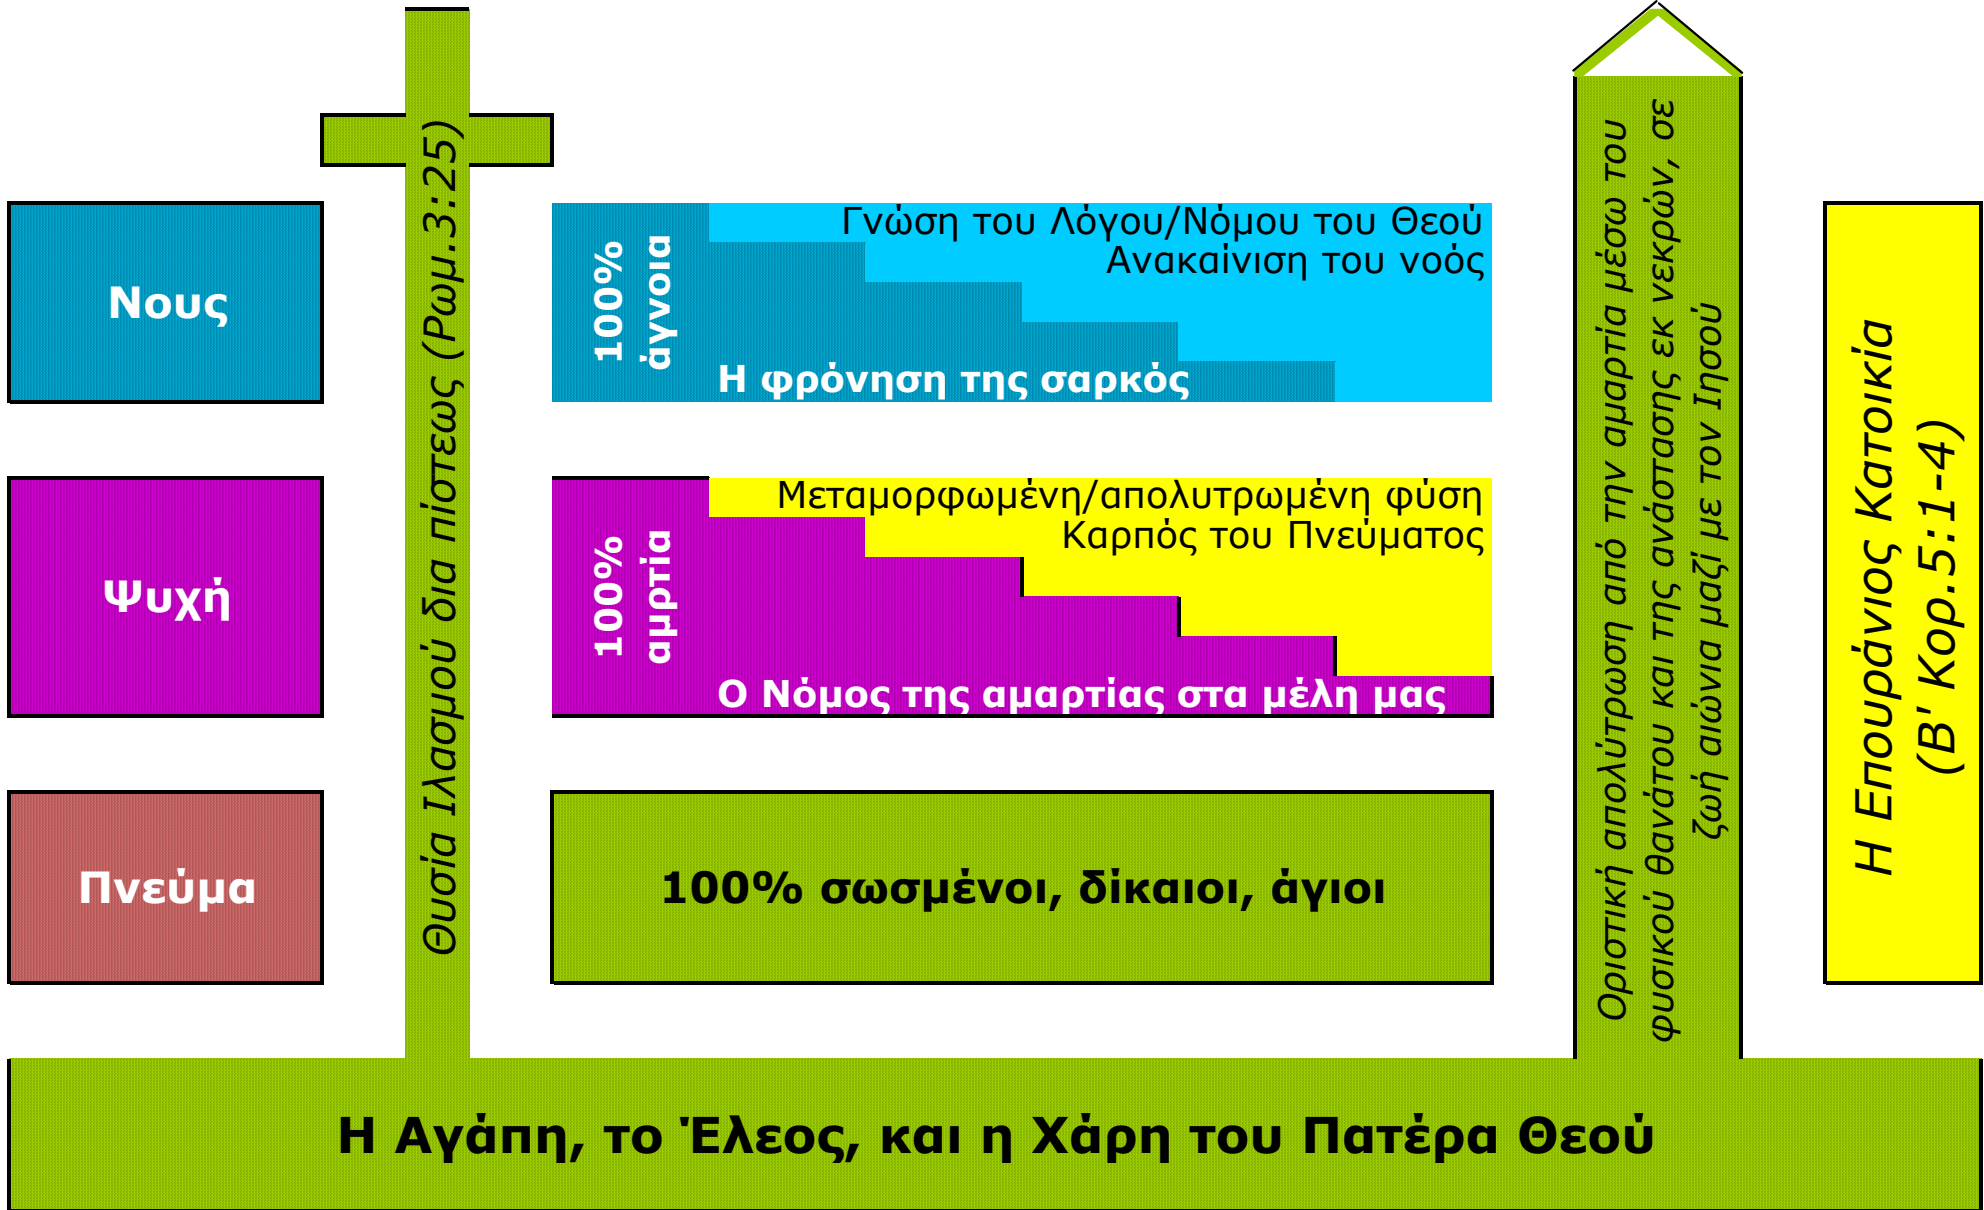 Νους
Ψυχή
Πνεύμα
Θυσία Ιλασμού δια πίστεως (Ρωμ.3:25)
100%
άγνοια
Γνώση του Λόγου/Νόμου του Θεού
Ανακαίνιση του νοός
Η φρόνηση της σαρκός
100%
αμρτία
Μεταμορφωμένη/απολυτρωμένη φύση
Καρπός του Πνεύματος
Ο Νόμος της αμαρτίας στα μέλη μας
100% σωσμένοι, δίκαιοι, άγιοι
Οριστική απολύτρωση από την αμαρτία μέσω του
φυσικού θανάτου και της ανάστασης εκ νεκρών, σε
ζωή αιώνια μαζί με τον Ιησού
Η Επουράνιος Κατοικία
(Β' Κορ.5:1-4)
Η Αγάπη, το Έλεος, και η Χάρη του Πατέρα Θεού